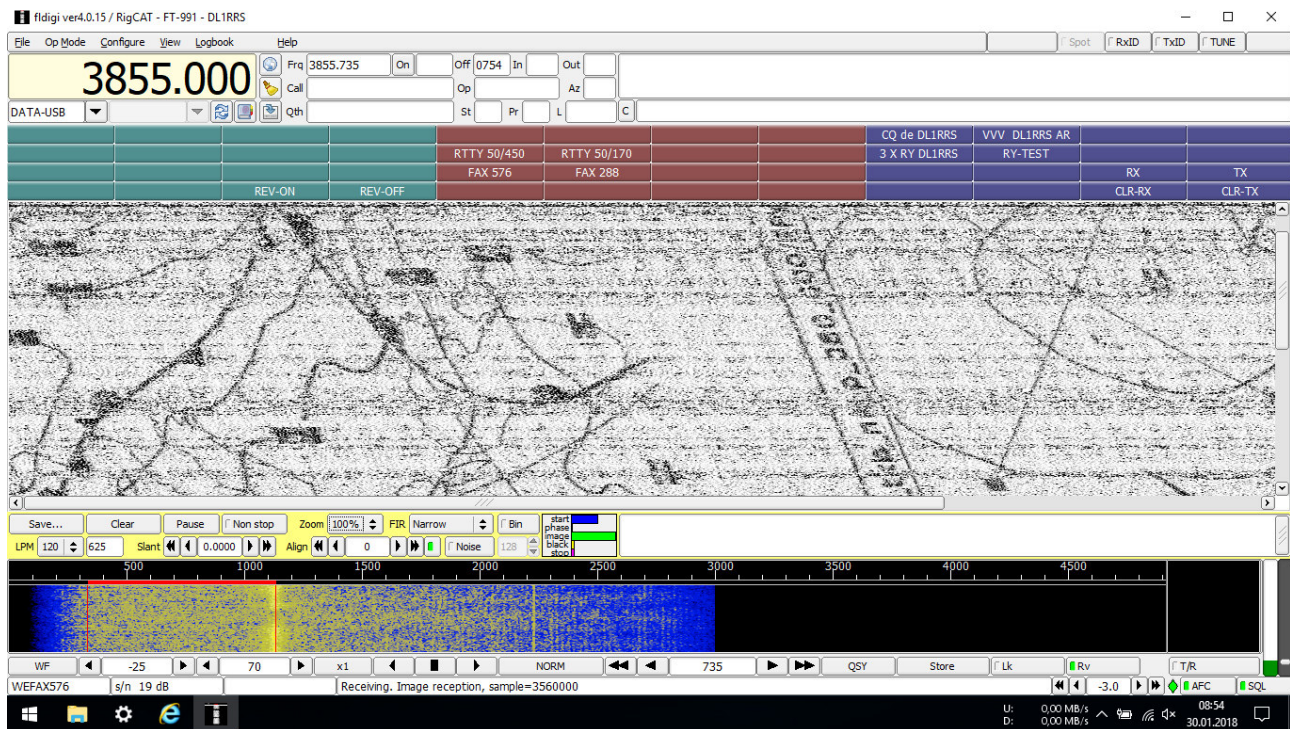 fldigi ver4.0.15 / RigCAT - FT-991 - DL1RRS
File Op Mode Configure View Logbook Help Spot RxID TxID TUNE
3855.000 Frq 3855.735 On Off 0754 In Out
Call Op Az
DATA-USB Qth St Pr L C
CQ de DL1RRS VVV DL1RRS AR
RTTY 50/450 RTTY 50/170 3 X RY DL1RRS RY-TEST
FAX 576 FAX 288 RX TX
REV-ON REV-OFF CLR-RX CLR-TX
Save... Clear Pause Non stop Zoom 100% FIR Narrow Bin
start
phase
image
black
stop
LPM 120 625 Slant 0.0000 Align 0 Noise 128
500 1000 1500 2000 2500 3000 3500 4000 4500
WF -25 70 x1 NORM 735 QSY Store Lk Rv T/R
WEFAX576 s/n 19 dB Receiving. Image reception, sample=3560000 -3.0 AFC SQL
U: 0,00 MB/s
D: 0,00 MB/s
08:54
30.01.2018